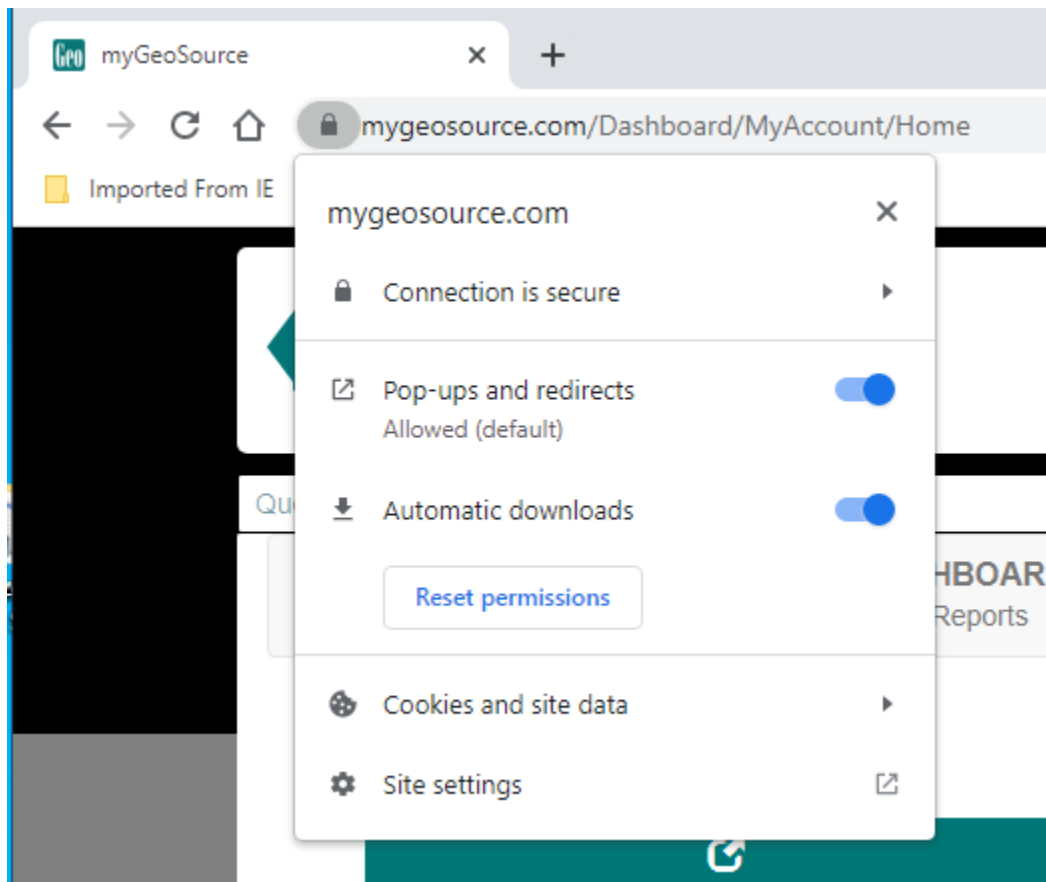 Geo myGeoSource
mygeosource.com/Dashboard/MyAccount/Home
Imported From IE
mygeosource.com
Connection is secure
Pop-ups and redirects
Allowed (default)
Automatic downloads
Reset permissions
Cookies and site data
Site settings
Qu
HBOAR
Reports